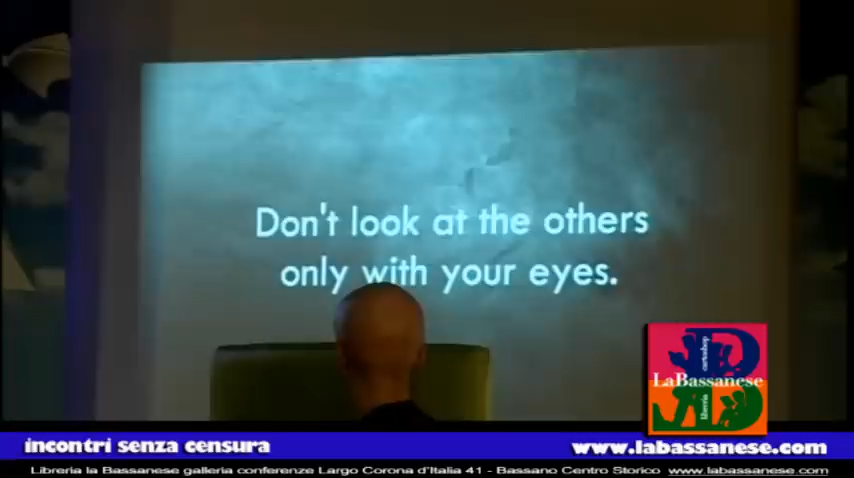 Don't look at the others
only with your eyes.
cartoshop
LaBassanese
libreria
incontri senza censura
www.labassanese.com
Libreria la Bassanese galleria conferenze Largo Corona d'Italia 41 - Bassano Centro Storico www.labassanese.com